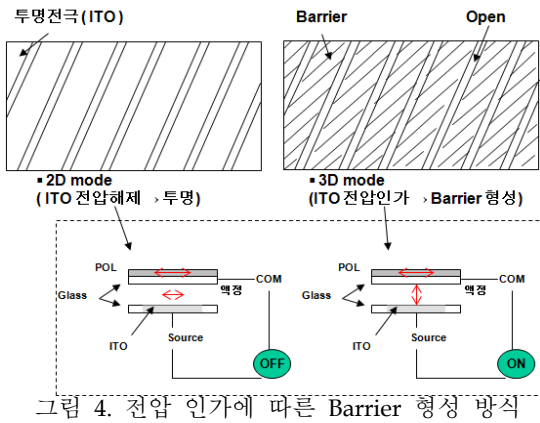 투명전극 ( ITO )
Barrier
Open
▪ 2D mode
( ITO 전압해제 → 투명)
▪ 3D mode
(ITO 전압인가 → Barrier 형성)
POL
COM
Glass
액정
ITO
Source
OFF
POL
COM
Glass
액정
ITO
Source
ON
그림 4. 전압 인가에 따른 Barrier 형성 방식